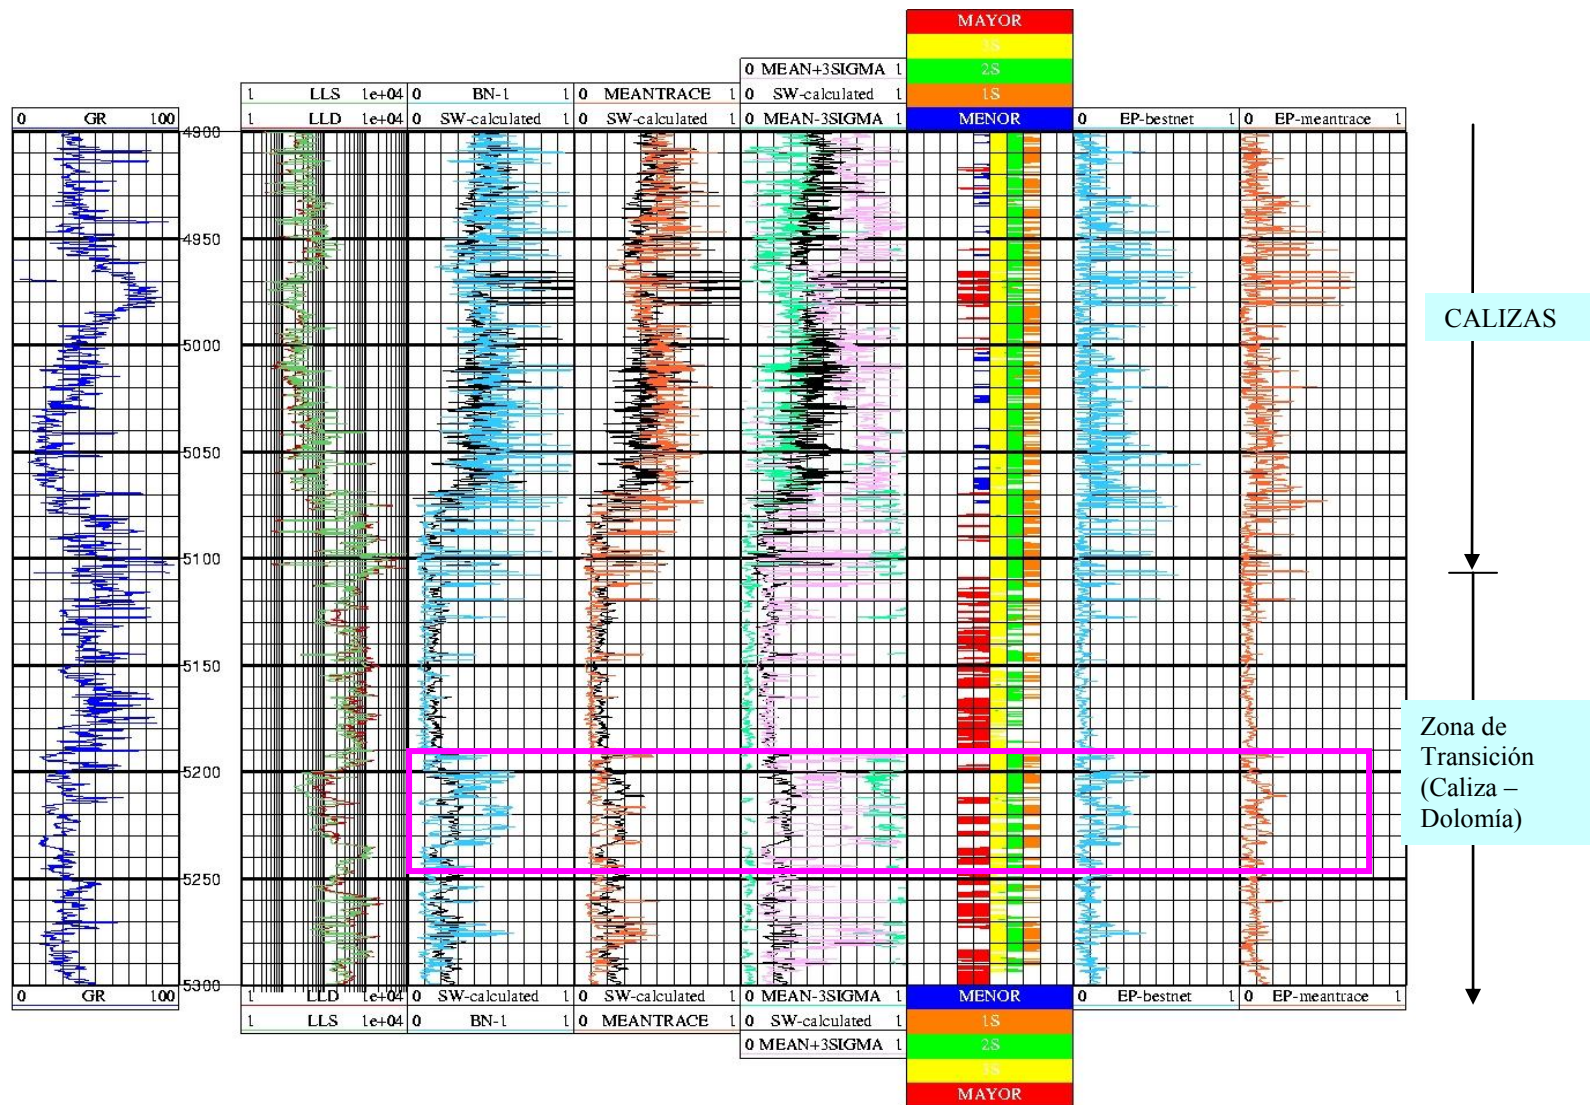 MAYOR
3S
0 MEAN+3SIGMA 1
2S
1 LLS 1e+04
0 BN-1 1
0 MEANTRACE 1
0 SW-calculated 1
1S
0 GR 100
1 LLD 1e+04
0 SW-calculated 1
0 SW-calculated 1
0 MEAN-3SIGMA 1
MENOR
0 EP-bestnet 1
0 EP-meantrace 1
4900
4950
5000
5050
5100
5150
5200
5250
5300
CALIZAS
Zona de
Transición
(Caliza –
Dolomía)
0 GR 100
1 LLD 1e+04
0 SW-calculated 1
0 SW-calculated 1
0 MEAN-3SIGMA 1
MENOR
0 EP-bestnet 1
0 EP-meantrace 1
1 LLS 1e+04
0 BN-1 1
0 MEANTRACE 1
0 SW-calculated 1
1S
0 MEAN+3SIGMA 1
2S
3S
MAYOR